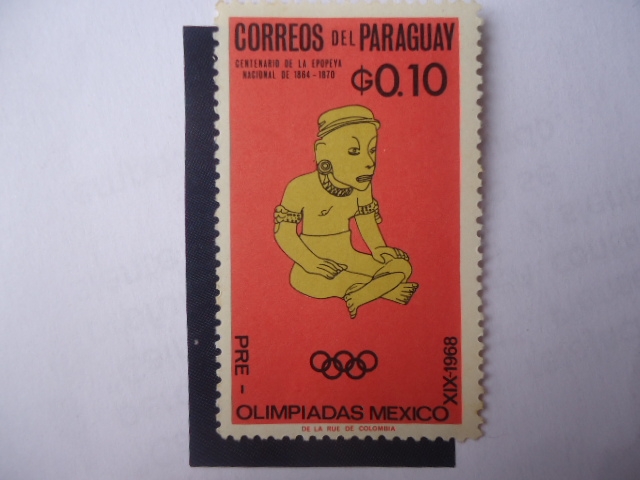 CORREOS DEL PARAGUAY
CENTENARIO DE LA EPOPEYA
NACIONAL DE 1864-1870
₲0.10
PRE-
OLIMPIADAS MEXICO
XIX-1968
DE LA RUE DE COLOMBIA